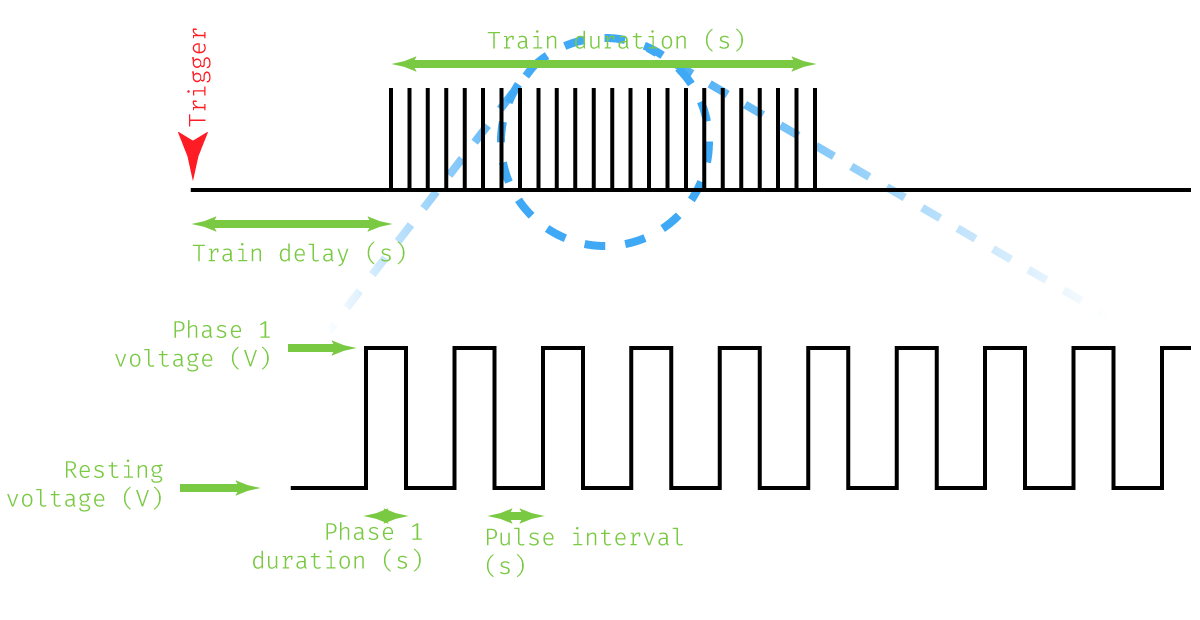 Trigger
Train duration (s)
Train delay (s)
Phase 1
voltage (V)
Resting
voltage (V)
Phase 1
duration (s)
Pulse interval
(s)